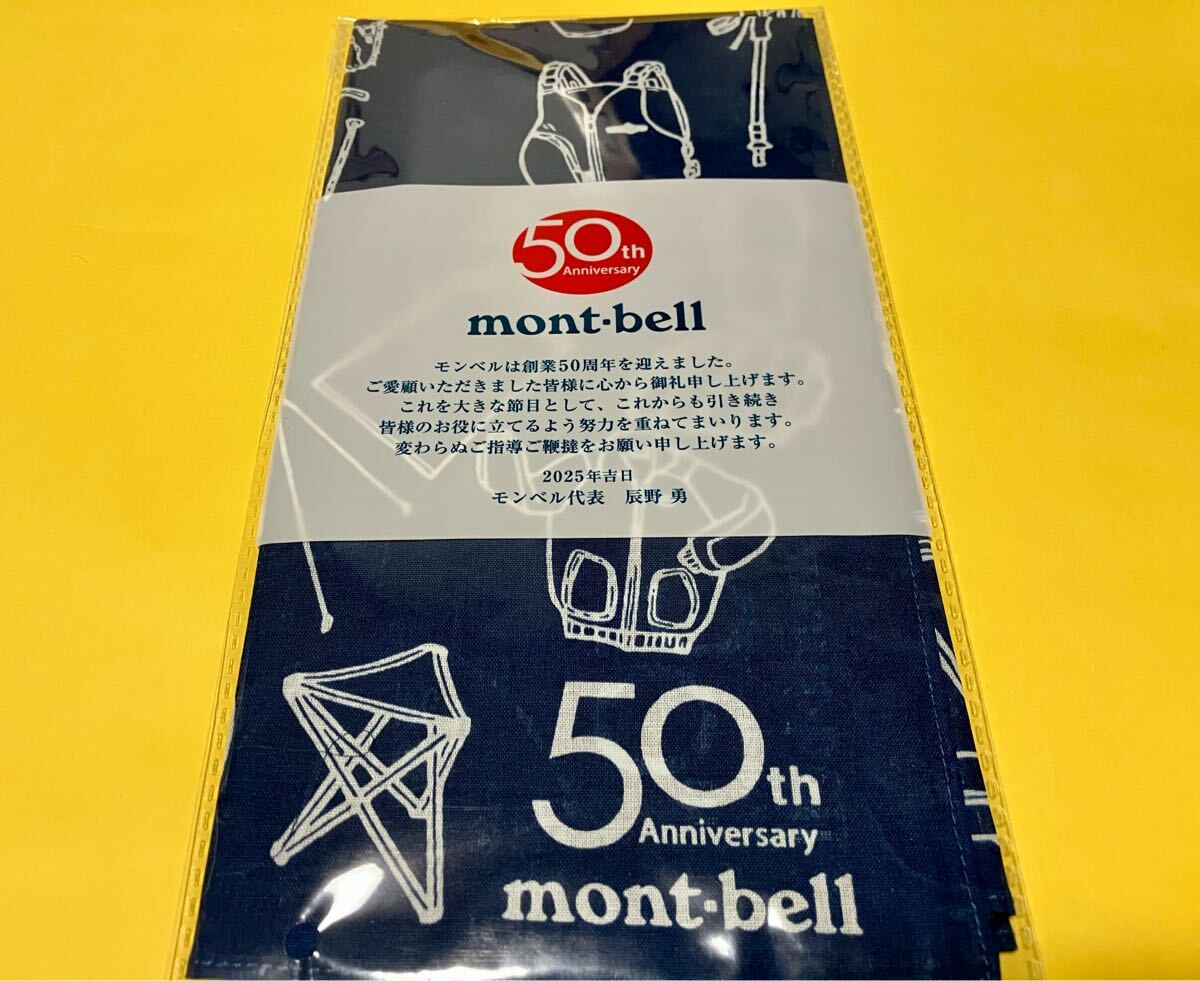 50th
Anniversary
mont-bell
モンベルは創業50周年を迎えました。
ご愛顧いただきました皆様に心から御礼申し上げます。
これを大きな節目として、これからも引き続き
皆様のお役に立てるよう努力を重ねてまいります。
変わらぬご指導ご鞭撻をお願い申し上げます。
2025年吉日
モンベル代表 辰野 勇
50th
Anniversary
mont-bell